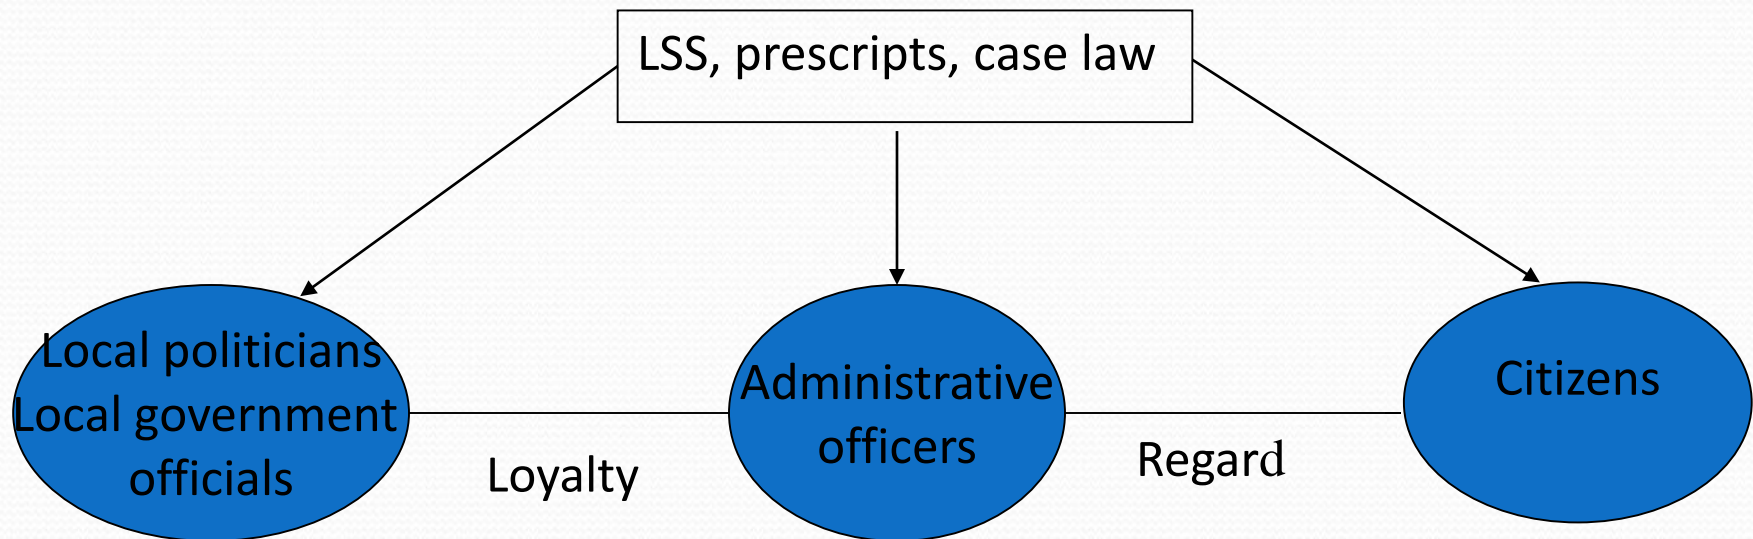 LSS, prescripts, case law
Local politicians
Local government
officials
Administrative
officers
Citizens
Loyalty
Regard